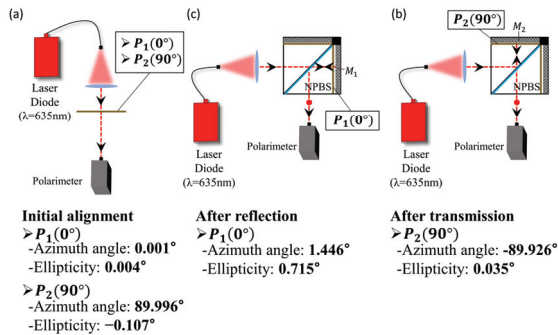 (a)
➢ P₁(0°)
➢ P₂(90°)
Laser
Diode
(λ=635nm)
Polarimeter
Initial alignment
➢P₁(0°)
-Azimuth angle: 0.001°
-Ellipticity: 0.004°
➢P₂(90°)
-Azimuth angle: 89.996°
-Ellipticity: −0.107°
(c)
M₁
NPBS
P₁(0°)
Laser
Diode
(λ=635nm)
Polarimeter
After reflection
➢P₁(0°)
-Azimuth angle: 1.446°
-Ellipticity: 0.715°
(b)
P₂(90°)
M₂
NPBS
Laser
Diode
(λ=635nm)
Polarimeter
After transmission
➢P₂(90°)
-Azimuth angle: -89.926°
-Ellipticity: 0.035°